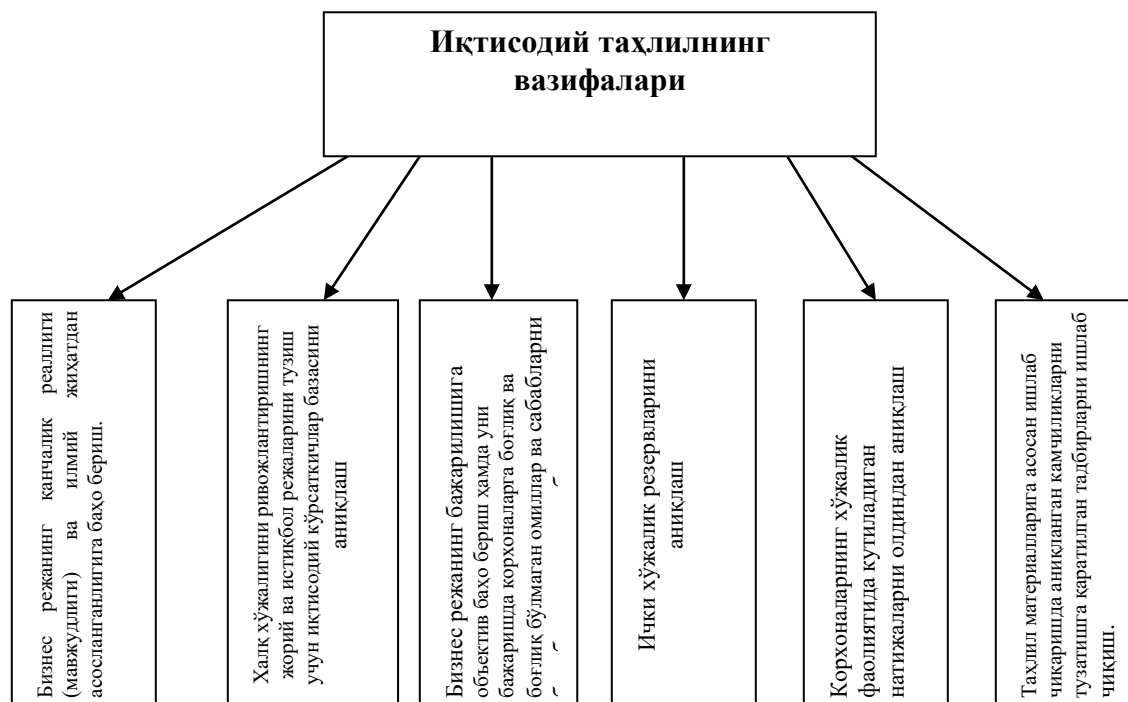 Иқтисодий таҳлилнинг
вазифалари
Бизнес режанинг қанчалик реаллиги
(мавжудлиги) ва илмий жиҳатдан
асосланганлигига баҳо бериш.
Халқ хўжалигини ривожлантиришнинг
жорий ва истиқбол режаларини тузиш
учун иқтисодий кўрсаткичлар базасини
аниқлаш
Бизнес режанинг бажарилишига
объектив баҳо бериш ҳамда уни
бажаришда корхоналарга боғлиқ ва
боғлиқ бўлмаган омиллар ва сабабларни
Ички хўжалик резервларини
аниқлаш
Корхоналарнинг хўжалик
фаолиятида кутиладиган
натижаларни олдиндан аниқлаш
Таҳлил материалларига асосан ишлаб
чиқаришда аниқланган камчиликларни
тузатишга қаратилган тадбирларни ишлаб
чиқиш.